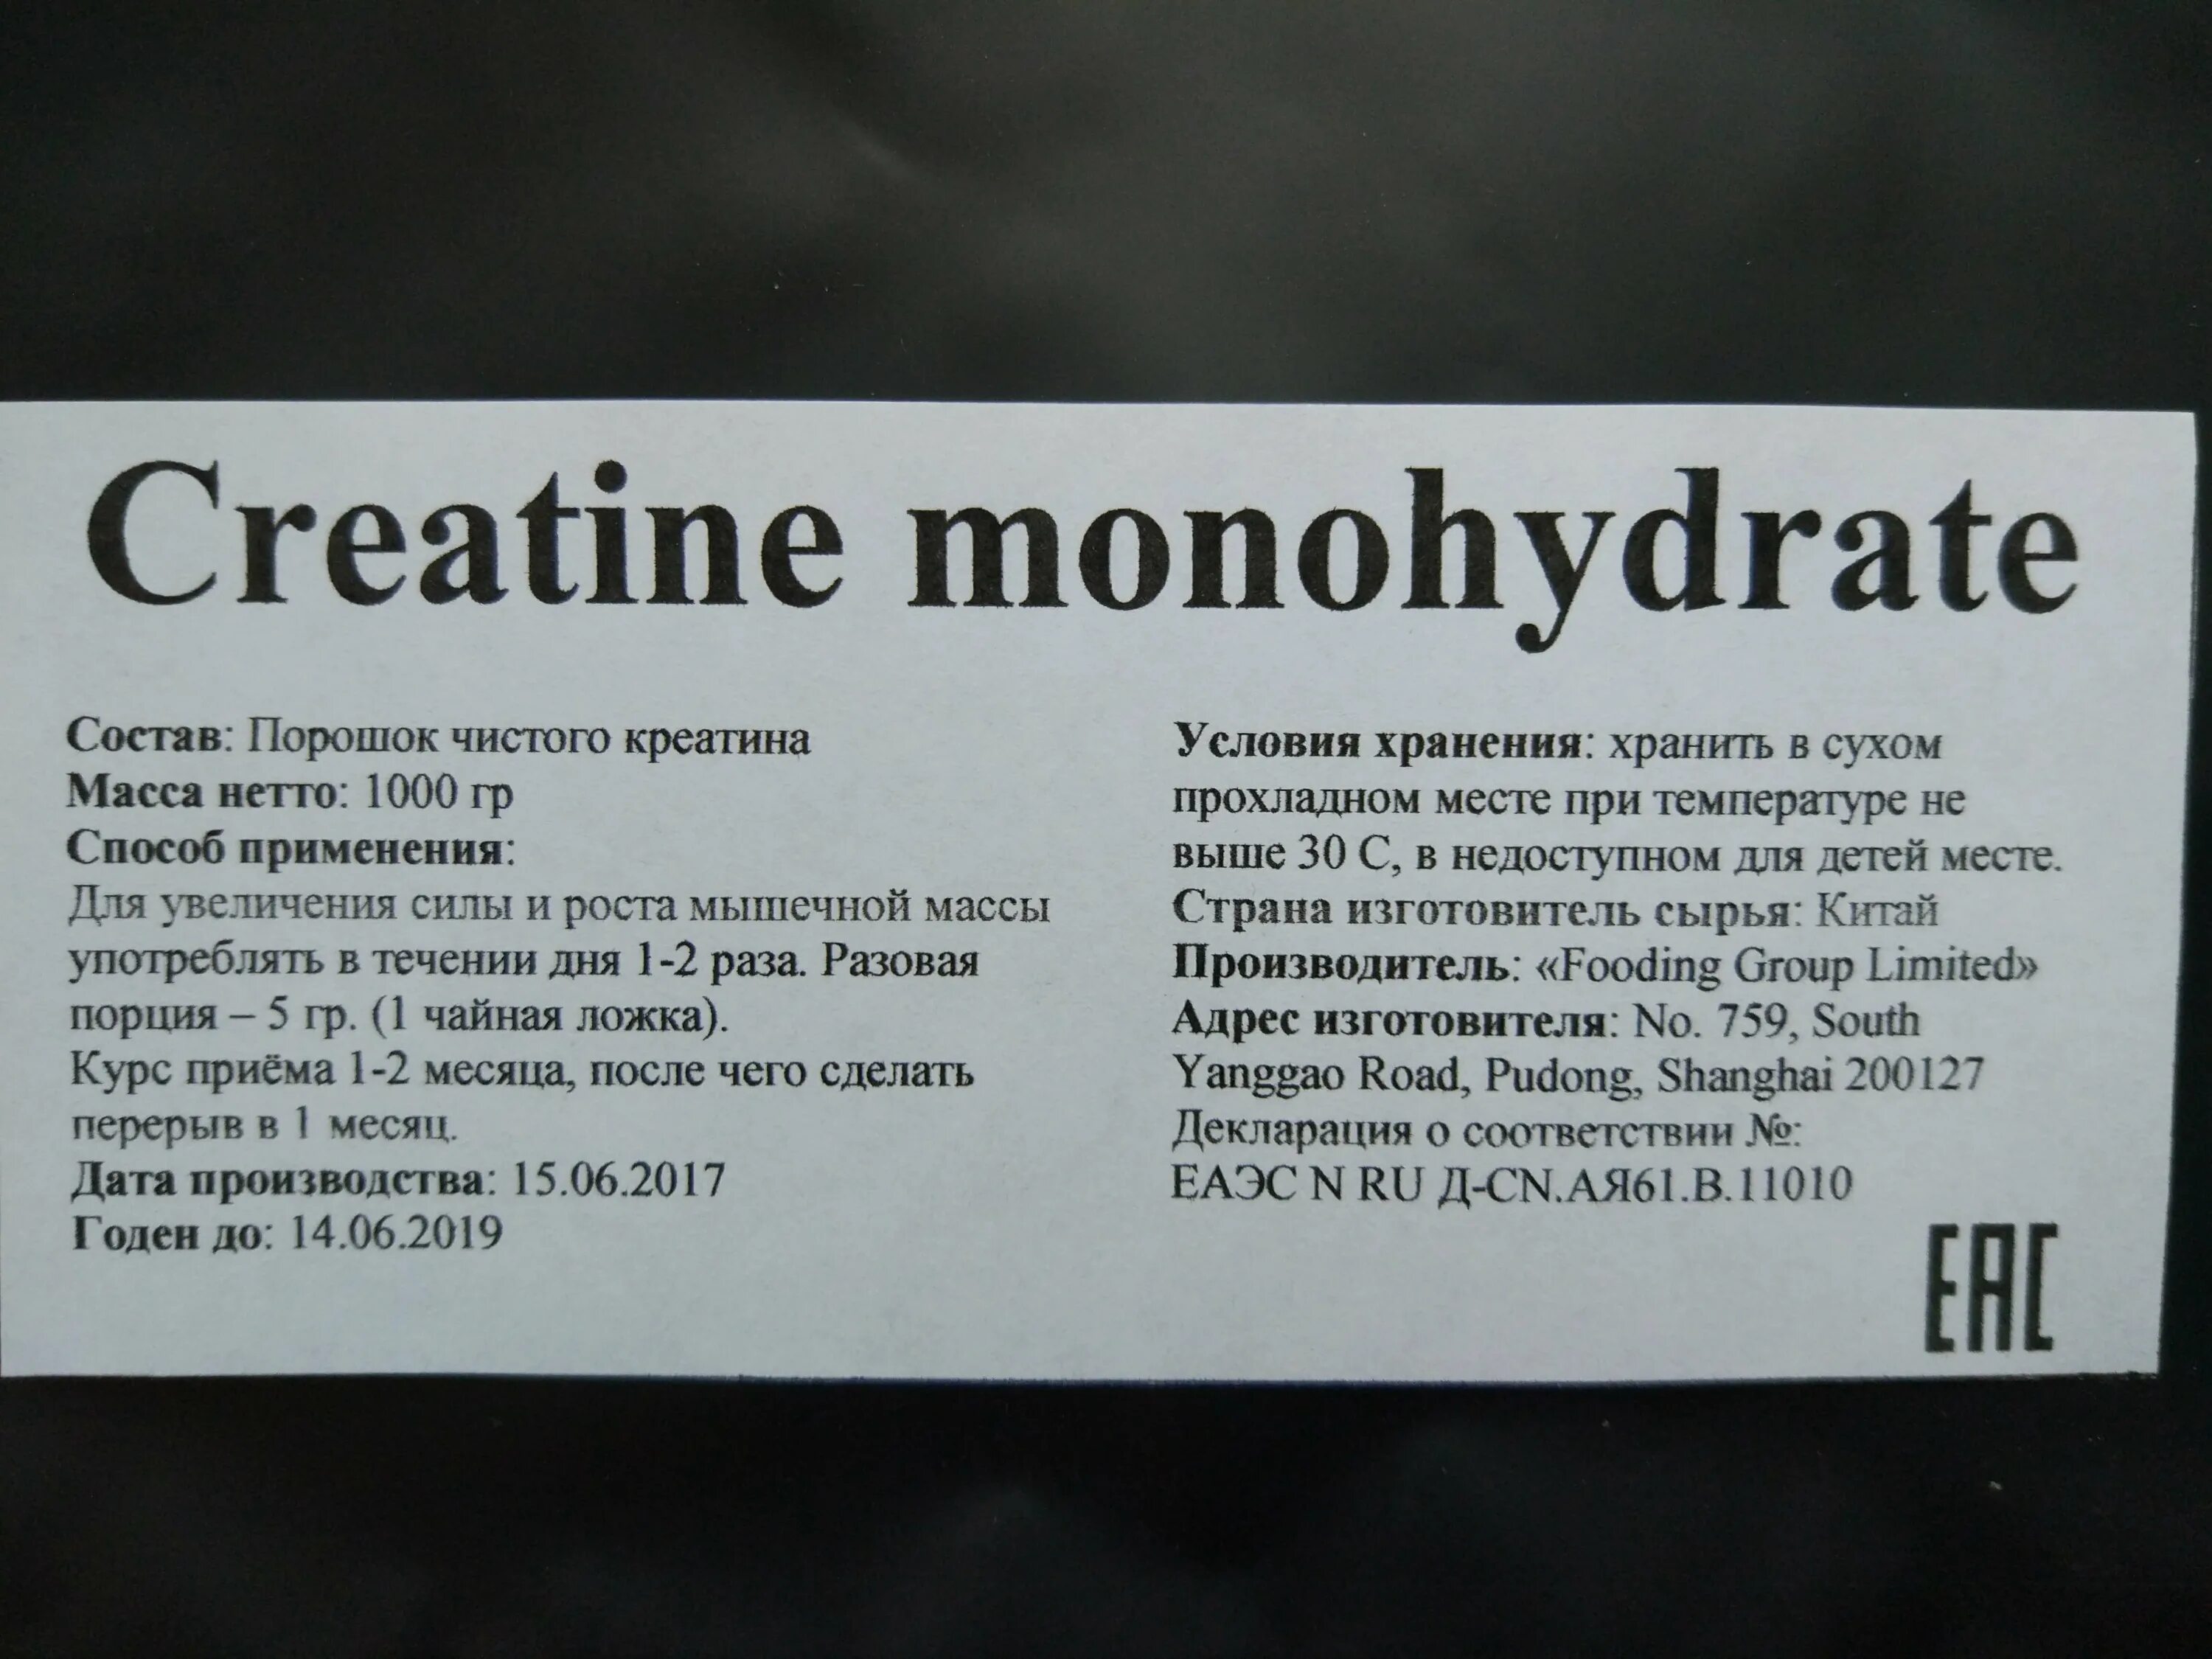 Creatine monohydrate
Состав: Порошок чистого креатина
Масса нетто: 1000 гр
Способ применения:
Для увеличения силы и роста мышечной массы
употреблять в течении дня 1-2 раза. Разовая
порция – 5 гр. (1 чайная ложка).
Курс приёма 1-2 месяца, после чего сделать
перерыв в 1 месяц.
Дата производства: 15.06.2017
Годен до: 14.06.2019
Условия хранения: хранить в сухом
прохладном месте при температуре не
выше 30 С, в недоступном для детей месте.
Страна изготовитель сырья: Китай
Производитель: «Fooding Group Limited»
Адрес изготовителя: No. 759, South
Yanggao Road, Pudong, Shanghai 200127
Декларация о соответствии №:
ЕАЭС N RU Д-CN.АЯ61.В.11010
EAC